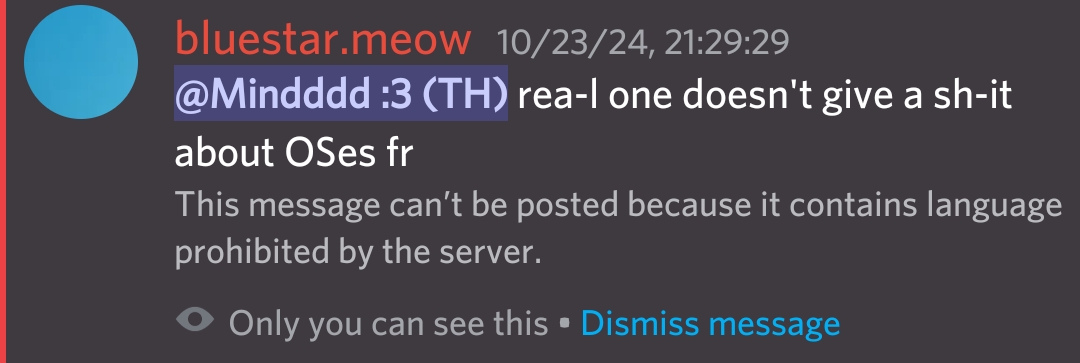 bluestar.meow 10/23/24, 21:29:29
@Mindddd :3 (TH) rea-l one doesn't give a sh-it
about OSes fr
This message can’t be posted because it contains language
prohibited by the server.
Only you can see this • Dismiss message